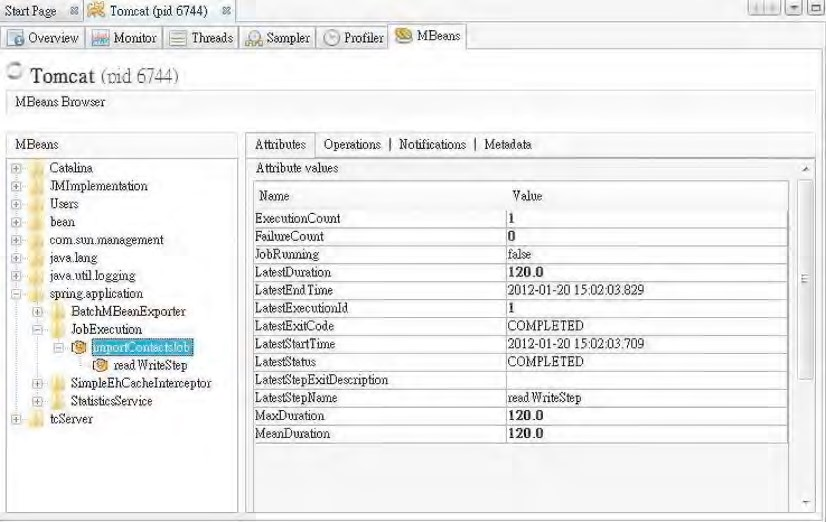 Start Page Tomcat (pid 6744)
Overview Monitor Threads Sampler Profiler MBeans
Tomcat (pid 6744)
MBeans Browser
MBeans
Catalina
JMImplementation
Users
bean
com.sun.management
java.lang
java.util.logging
spring.application
BatchMBeanExporter
JobExecution
importContactsJob
readWriteStep
SimpleEhCacheInterceptor
StatisticsService
tcServer
Attributes Operations | Notifications | Metadata
Attribute values
Name Value
ExecutionCount 1
FailureCount 0
JobRunning false
LatestDuration 120.0
LatestEndTime 2012-01-20 15:02:03.829
LatestExecutionId 1
LatestExitCode COMPLETED
LatestStartTime 2012-01-20 15:02:03.709
LatestStatus COMPLETED
LatestStepExitDescription
LatestStepName readWriteStep
MaxDuration 120.0
MeanDuration 120.0